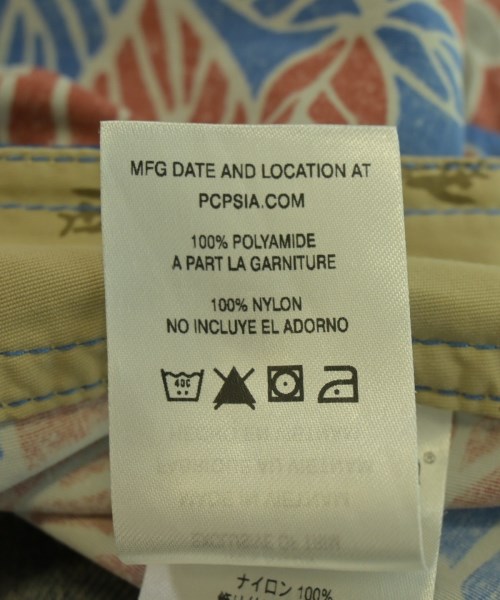 MFG DATE AND LOCATION AT
PCPSIA.COM
100% POLYAMIDE
A PART LA GARNITURE
100% NYLON
NO INCLUYE EL ADORNO
40C
ナイロン 100%